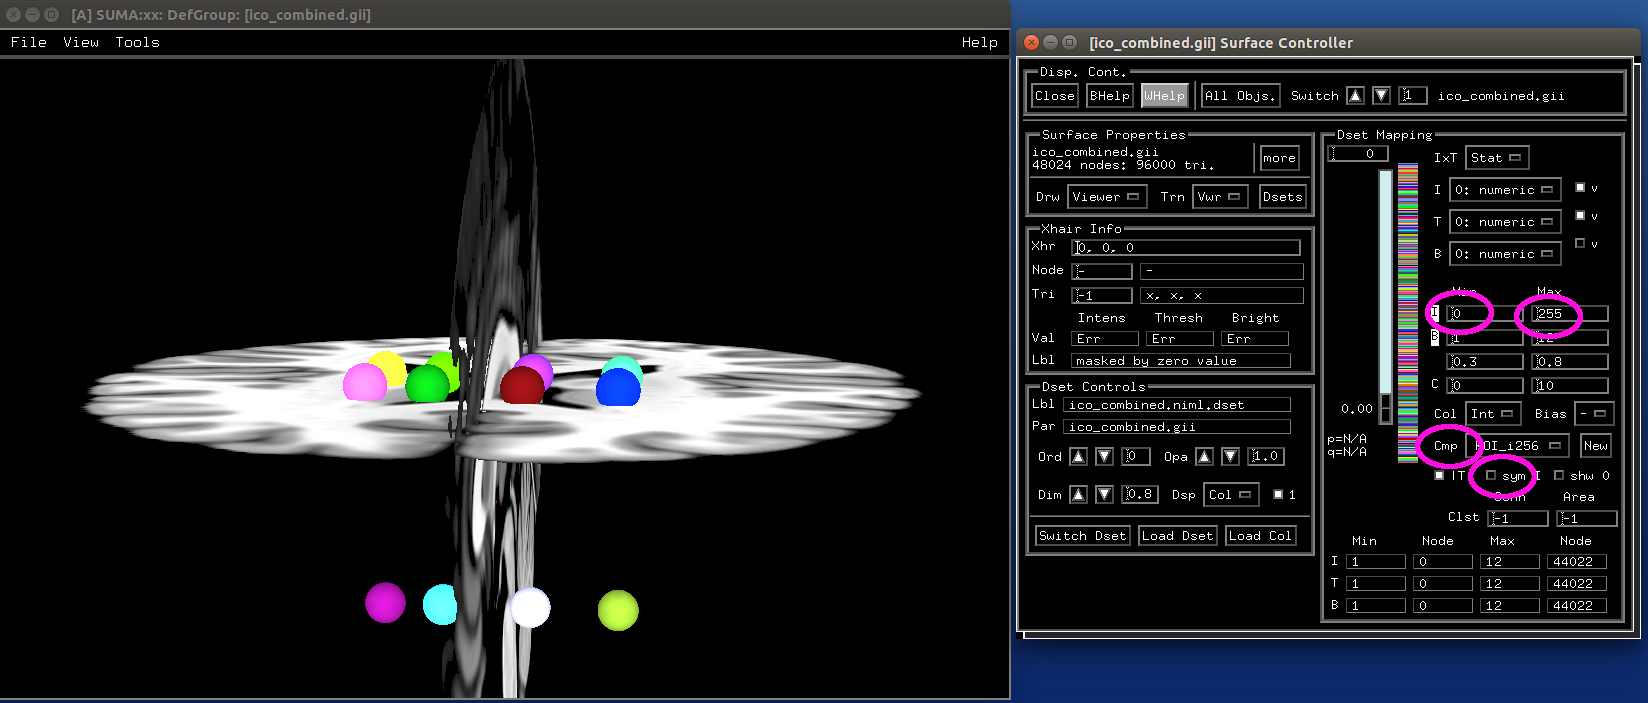 [A] SUMA:xx: DefGroup: [ico_combined.gii]
File View Tools Help
[ico_combined.gii] Surface Controller
Disp. Cont.
Close BHelp WHelp All Objs. Switch 1 ico_combined.gii
Surface Properties
ico_combined.gii
48024 nodes: 96000 tri.
more
Drw Viewer Trn Vwr Dsets
Xhair Info
Xhr 0, 0, 0
Node - -
Tri -1 x, x, x
Intens Thresh Bright
Val Err Err Err
Lbl masked by zero value
Dset Controls
Lbl ico_combined.niml.dset
Par ico_combined.gii
Ord 0 Opa 1.0
Dim 0.8 Dsp Col 1
Switch Dset Load Dset Load Col
Dset Mapping
0
IxT Stat
I 0: numeric v
T 0: numeric v
B 0: numeric v
Min Max
I 0 255
B 1 12
0.3 0.8
C 0 10
0.00
Col Int Bias -
p=N/A
q=N/A
Cmp ROI_i256 New
|T sym I shw 0
Conn Area
Clst -1 -1
Min Node Max Node
I 1 0 12 44022
T 1 0 12 44022
B 1 0 12 44022